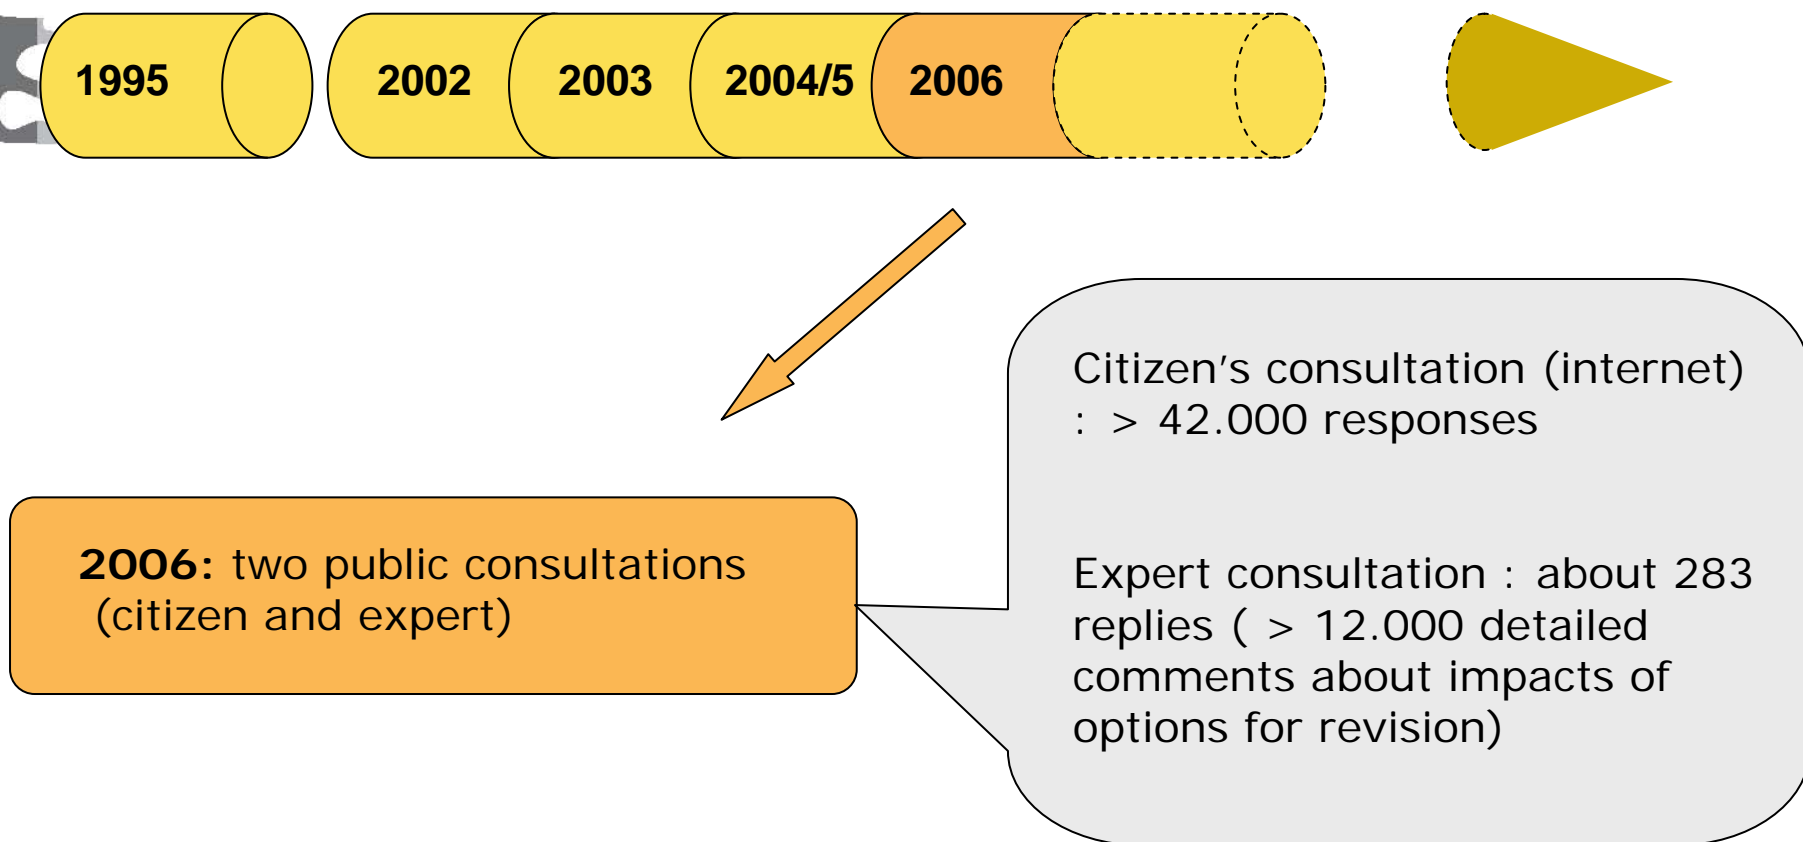 1995 2002 2003 2004/5 2006
Citizen's consultation (internet)
: > 42.000 responses
2006: two public consultations
(citizen and expert)
Expert consultation : about 283
replies ( > 12.000 detailed
comments about impacts of
options for revision)